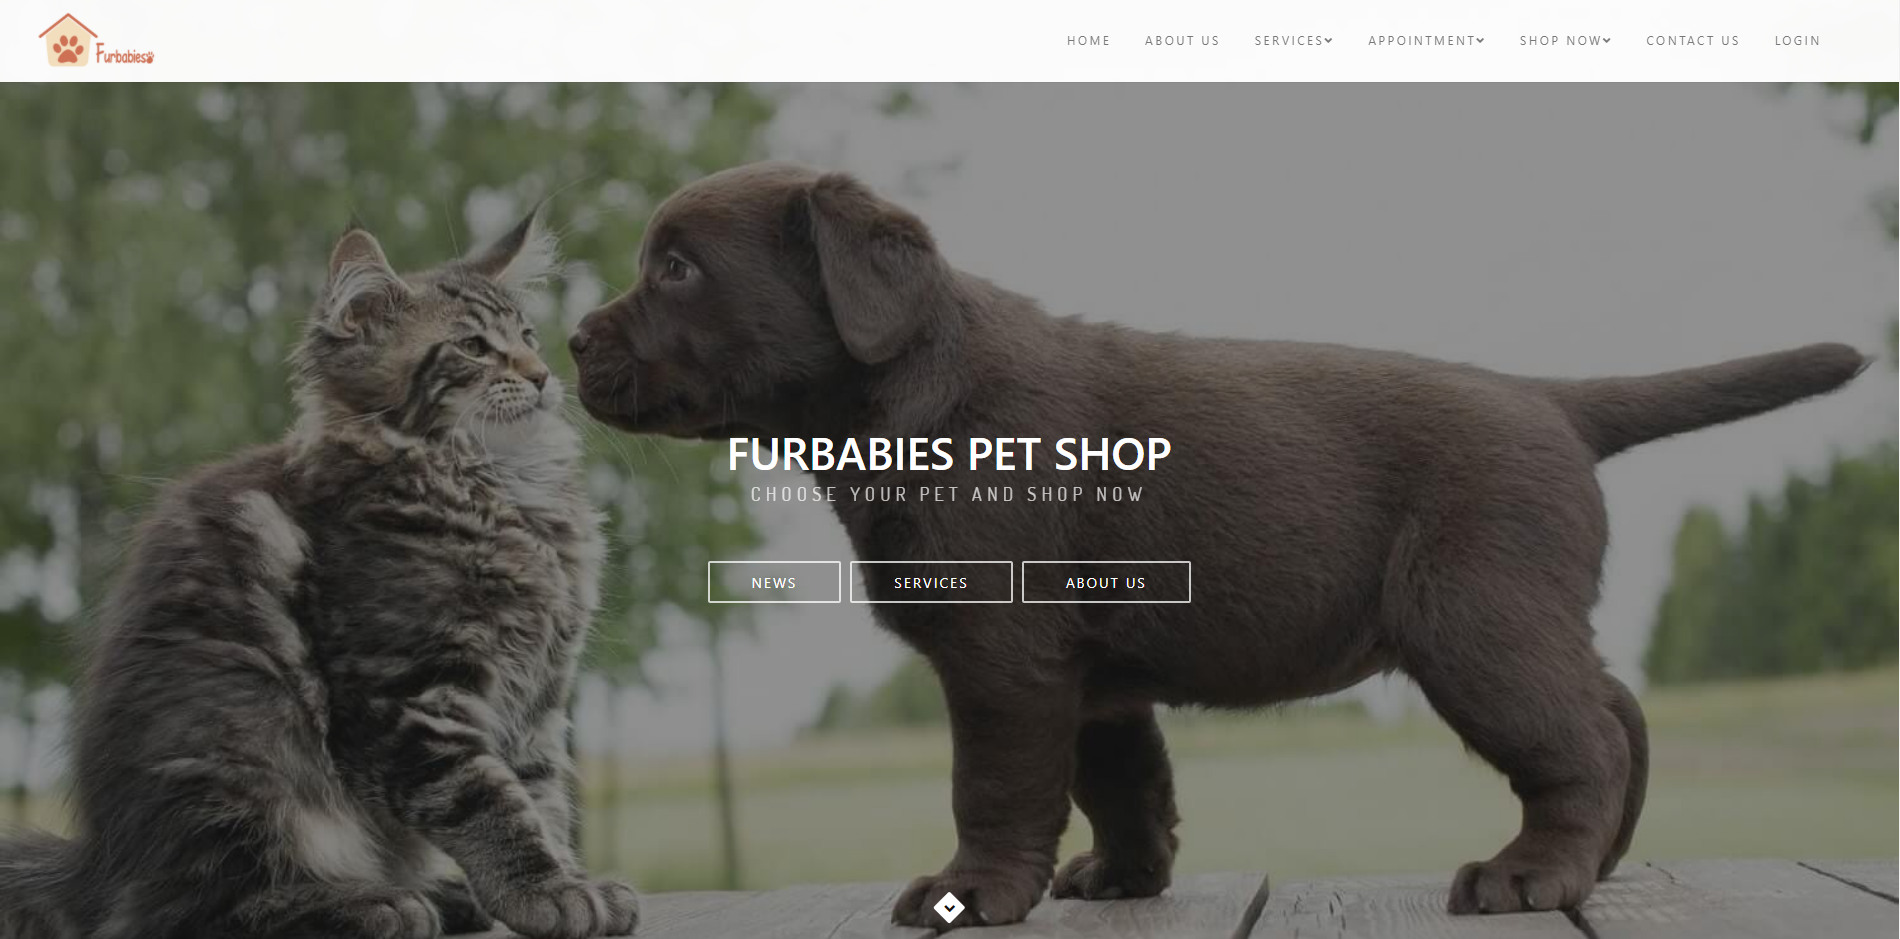 Furbabies
HOME ABOUT US SERVICES APPOINTMENT SHOP NOW CONTACT US LOGIN
FURBABIES PET SHOP
CHOOSE YOUR PET AND SHOP NOW
NEWS SERVICES ABOUT US